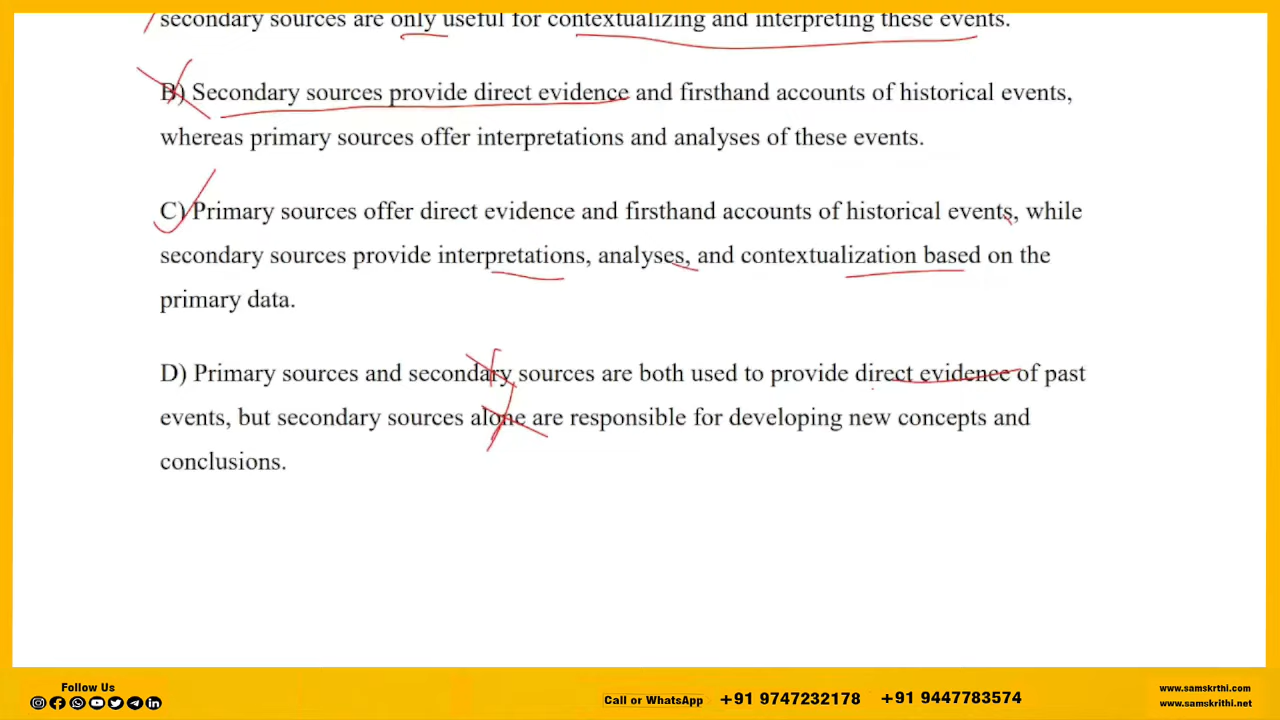 secondary sources are only useful for contextualizing and interpreting these events.
B) Secondary sources provide direct evidence and firsthand accounts of historical events,
whereas primary sources offer interpretations and analyses of these events.
C) Primary sources offer direct evidence and firsthand accounts of historical events, while
secondary sources provide interpretations, analyses, and contextualization based on the
primary data.
D) Primary sources and secondary sources are both used to provide direct evidence of past
events, but secondary sources alone are responsible for developing new concepts and
conclusions.
Follow Us
Call or WhatsApp +91 9747232178 +91 9447783574
www.samskrthi.com
www.samskrithi.net